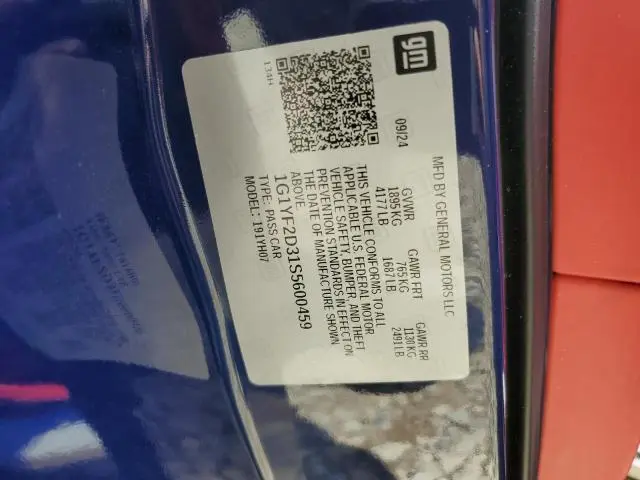 gm
134H
MFD BY GENERAL MOTORS LLC
09/24
GVWR
1895 KG
4177 LB
GAWR FRT
765 KG
1687 LB
GAWR RR
1130 KG
2491 LB
THIS VEHICLE CONFORMS TO ALL
APPLICABLE U.S. FEDERAL MOTOR
VEHICLE SAFETY, BUMPER, AND THEFT
PREVENTION STANDARDS IN EFFECT ON
THE DATE OF MANUFACTURE SHOWN
ABOVE.
1G1YF2D31S5600459
TYPE: PASS CAR
MODEL: 191YH07